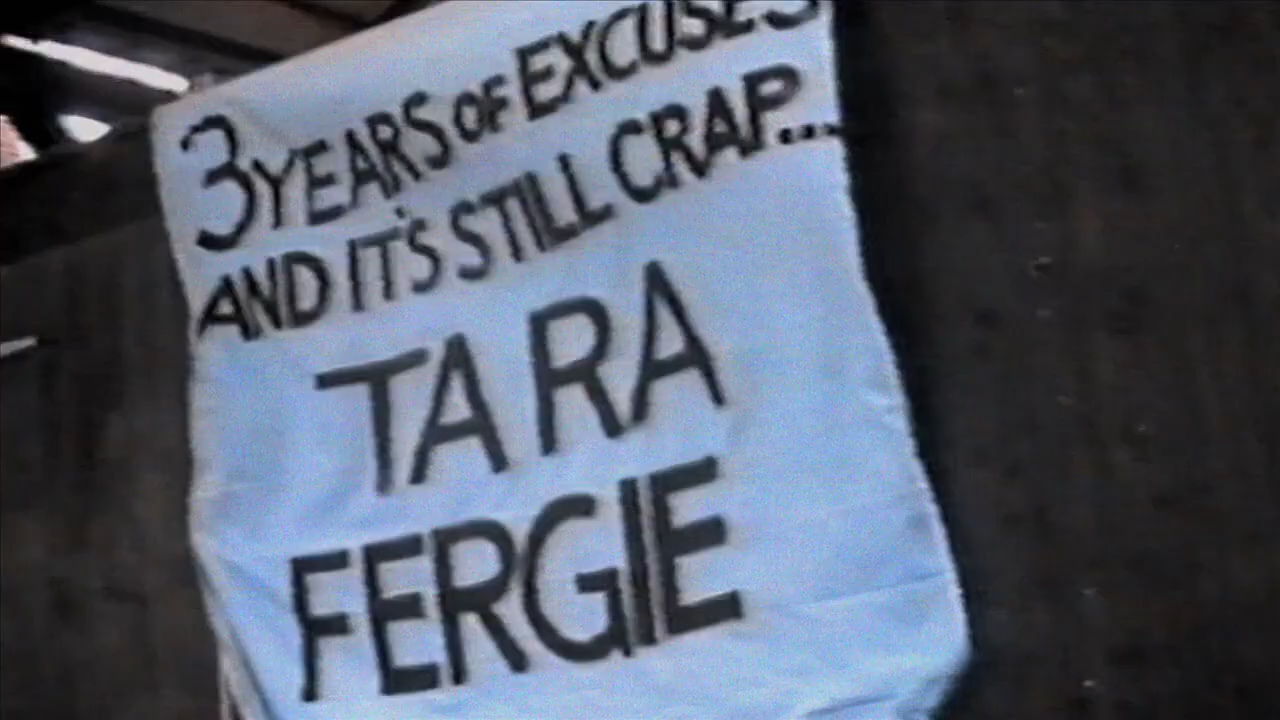 3 YEARS OF EXCUSES
AND IT'S STILL CRAP...
TA RA
FERGIE